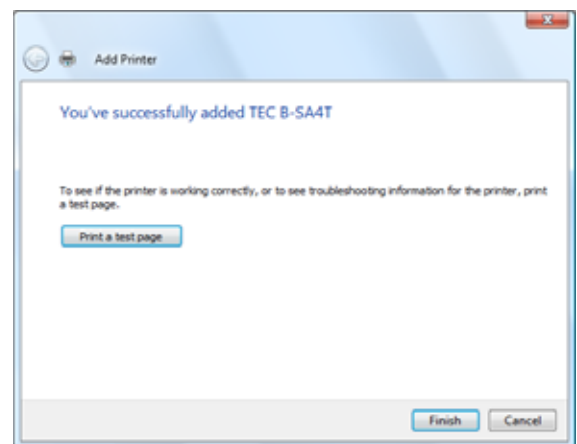 Add Printer
You've successfully added TEC B-SA4T
To see if the printer is working correctly, or to see troubleshooting information for the printer, print
a test page.
Print a test page
Finish Cancel